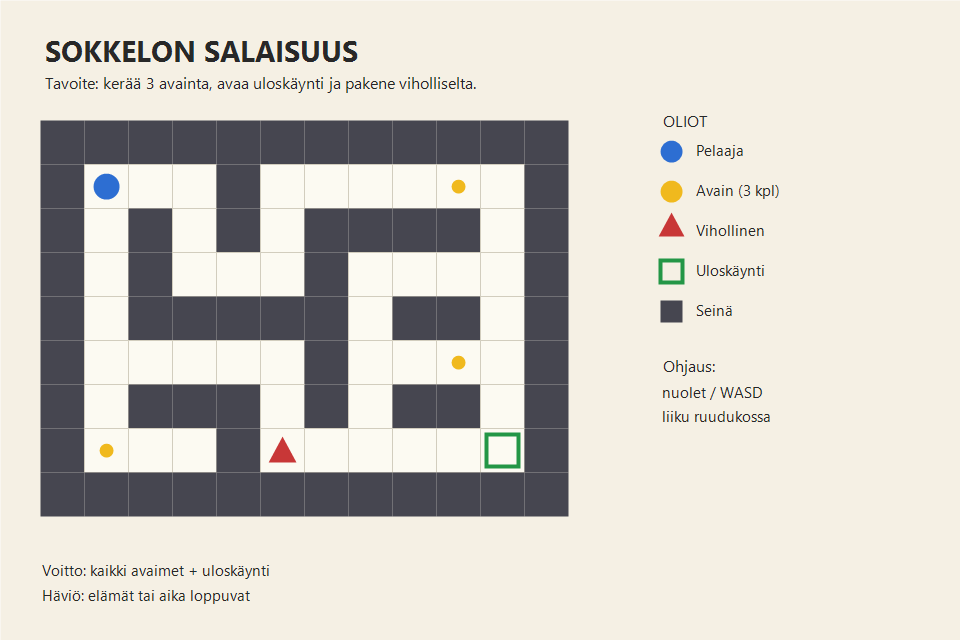 SOKKELON SALAISUUS
Tavoite: kerää 3 avainta, avaa uloskäynti ja pakene viholliselta.
OLIOT
Pelaaja
Avain (3 kpl)
Vihollinen
Uloskäynti
Seinä
Ohjaus:
nuolet / WASD
liiku ruudukossa
Voitto: kaikki avaimet + uloskäynti
Häviö: elämät tai aika loppuvat